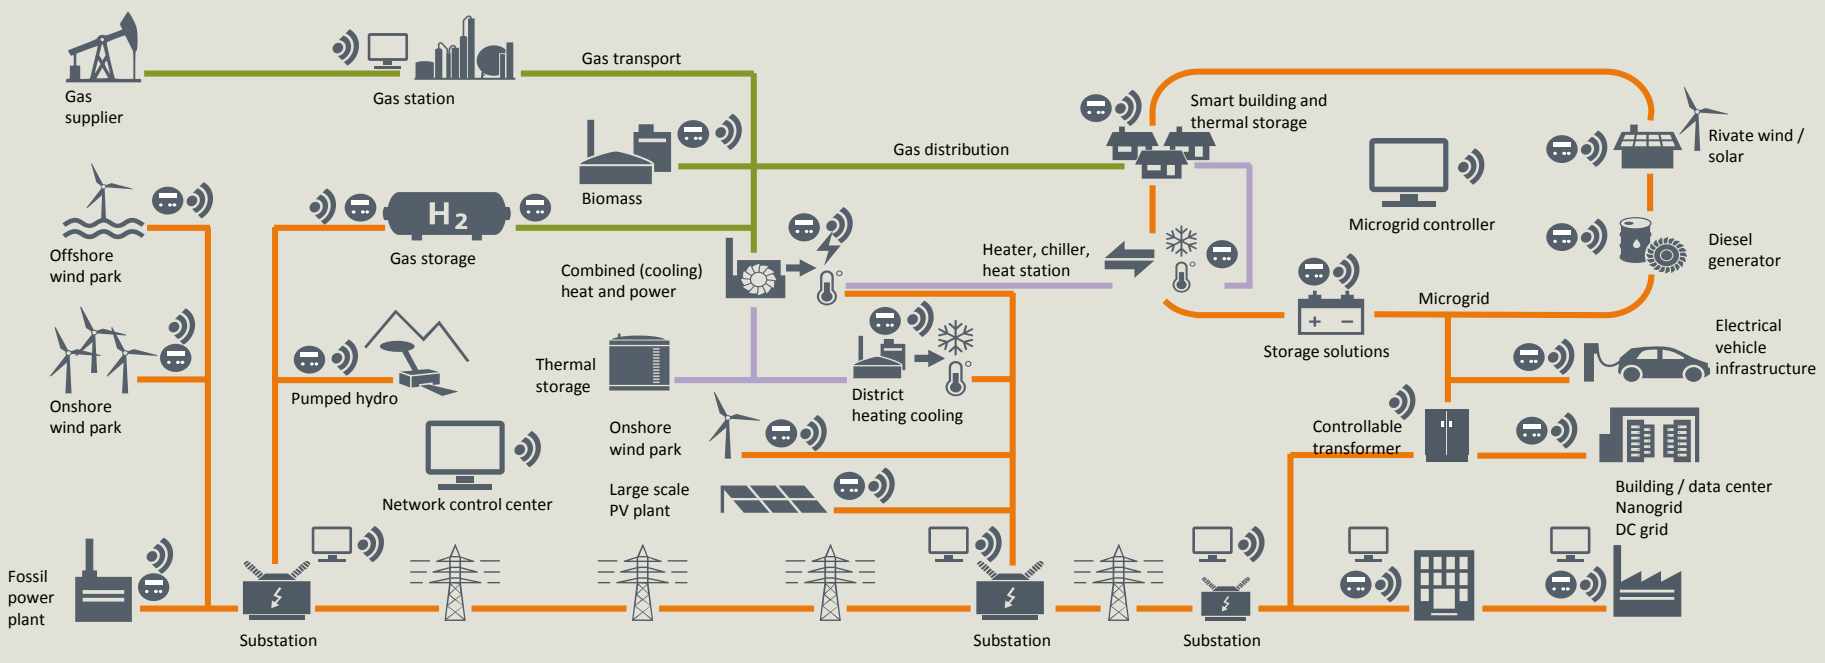 Gas
supplier
Gas station
Gas transport
Biomass
Gas distribution
Smart building and
thermal storage
Rivate wind /
solar
Microgrid controller
Offshore
wind park
H2
Gas storage
Combined (cooling)
heat and power
Heater, chiller,
heat station
Diesel
generator
Microgrid
Storage solutions
Onshore
wind park
Pumped hydro
Thermal
storage
District
heating cooling
Electrical
vehicle
infrastructure
Onshore
wind park
Controllable
transformer
Network control center
Large scale
PV plant
Building / data center
Nanogrid
DC grid
Fossil
power
plant
Substation
Substation
Substation